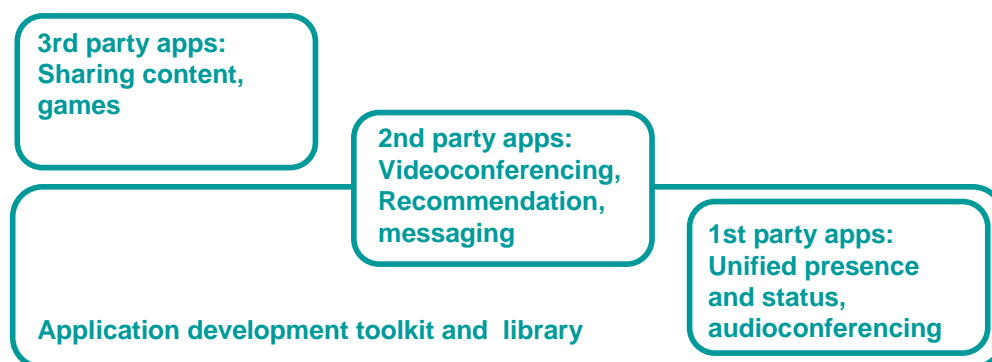 3rd party apps:
Sharing content,
games
2nd party apps:
Videoconferencing,
Recommendation,
messaging
1st party apps:
Unified presence
and status,
audioconferencing
Application development toolkit and  library